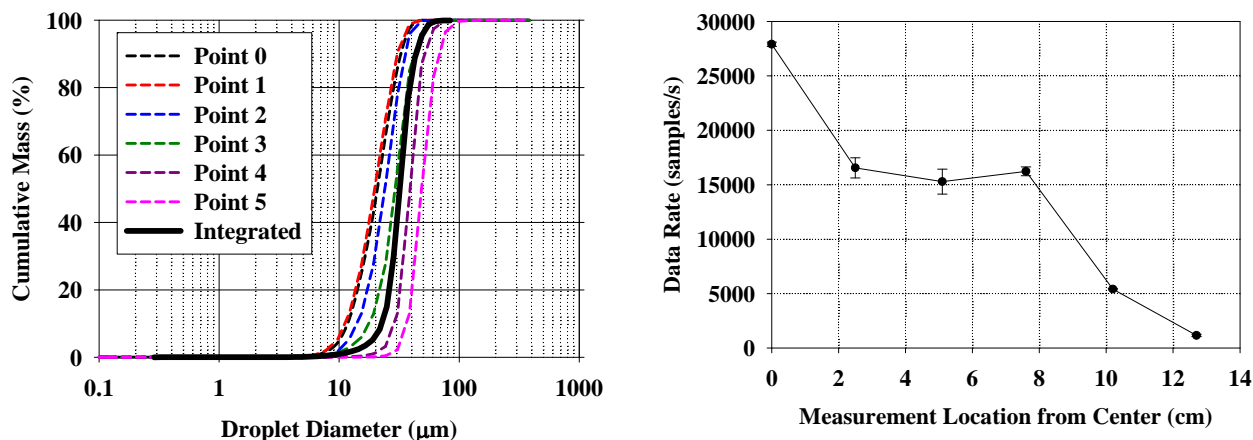 Cumulative Mass (%)
100
80
60
40
20
0
Point 0
Point 1
Point 2
Point 3
Point 4
Point 5
Integrated
0.1 1 10 100 1000
Droplet Diameter (μm)
Data Rate (samples/s)
30000
25000
20000
15000
10000
5000
0
0 2 4 6 8 10 12 14
Measurement Location from Center (cm)